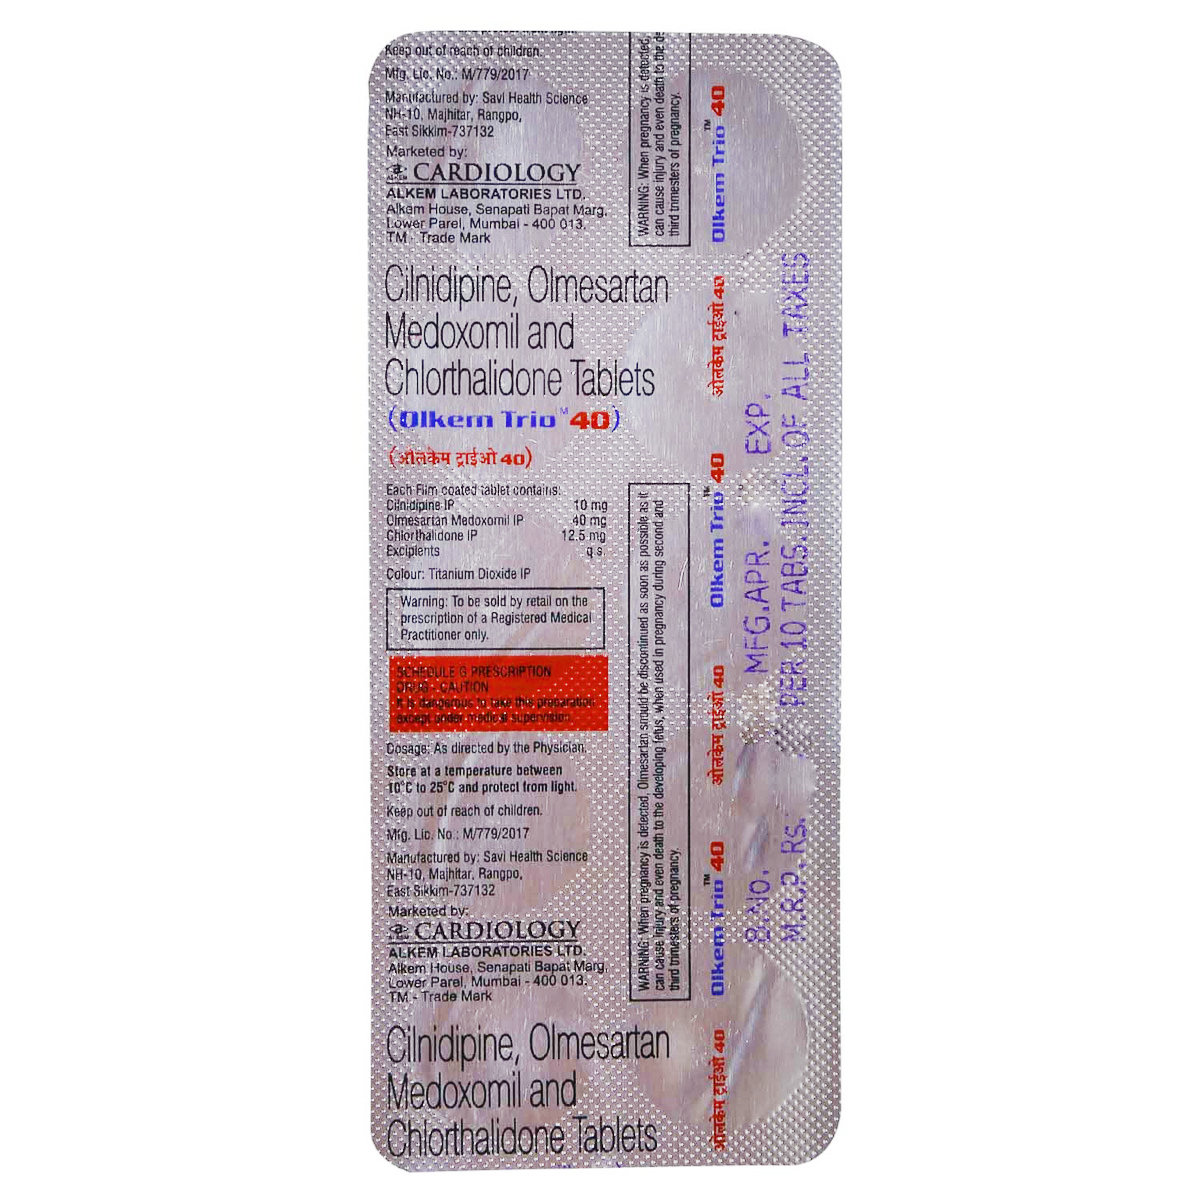 Keep out of reach of children.
Mfg. Lic. No.: M/779/2017
Manufactured by: Savi Health Science
NH-10, Majhitar, Rangpo,
East Sikkim-737132
Marketed by:
CARDIOLOGY
ALKEM LABORATORIES LTD.
Alkem House, Senapati Bapat Marg,
Lower Parel, Mumbai - 400 013.
TM - Trade Mark
Cilnidipine, Olmesartan
Medoxomil and
Chlorthalidone Tablets
(Olkem Trio™ 40)
(ओलकेम ट्राईओ 40)
Each Film coated tablet contains:
Cilnidipine IP 10 mg
Olmesartan Medoxomil IP 40 mg
Chlorthalidone IP 12.5 mg
Excipients q.s.
Colour: Titanium Dioxide IP
Warning: To be sold by retail on the
prescription of a Registered Medical
Practitioner only.
SCHEDULE G PRESCRIPTION
DRUG - CAUTION
It is dangerous to take this preparation
except under medical supervision.
Dosage: As directed by the Physician.
Store at a temperature between
10°C to 25°C and protect from light.
Keep out of reach of children.
Mfg. Lic. No.: M/779/2017
Manufactured by: Savi Health Science
NH-10, Majhitar, Rangpo,
East Sikkim-737132
Marketed by:
CARDIOLOGY
ALKEM LABORATORIES LTD.
Alkem House, Senapati Bapat Marg,
Lower Parel, Mumbai - 400 013.
TM - Trade Mark
Cilnidipine, Olmesartan
Medoxomil and
Chlorthalidone Tablets
WARNING: When pregnancy is detected,
can cause injury and even death to the de
third trimesters of pregnancy.
WARNING: When pregnancy is detected, Olmesartan should be discontinued as soon as possible as it
can cause injury and even death to the developing fetus, when used in pregnancy during second and
third trimesters of pregnancy.
Olkem Trio™ 40
ओलकेम ट्राईओ 40
Olkem Trio™ 40
ओलकेम ट्राईओ 40
Olkem Trio™ 40
ओलकेम ट्राईओ 40
B.No. MFG.APR. EXP.
M.R.P. Rs. PER 10 TABS.INCL.OF ALL TAXES